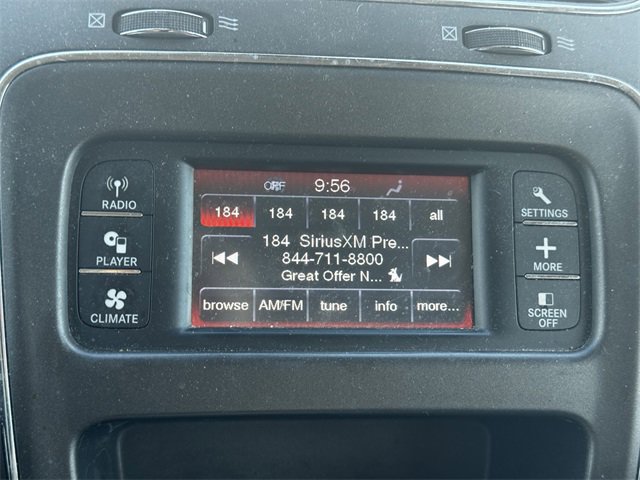 OFF 9:56
184 184 184 184 all
184 SiriusXM Pre...
844-711-8800
Great Offer N...
browse AM/FM tune info more...
RADIO
PLAYER
CLIMATE
SETTINGS
MORE
SCREEN
OFF